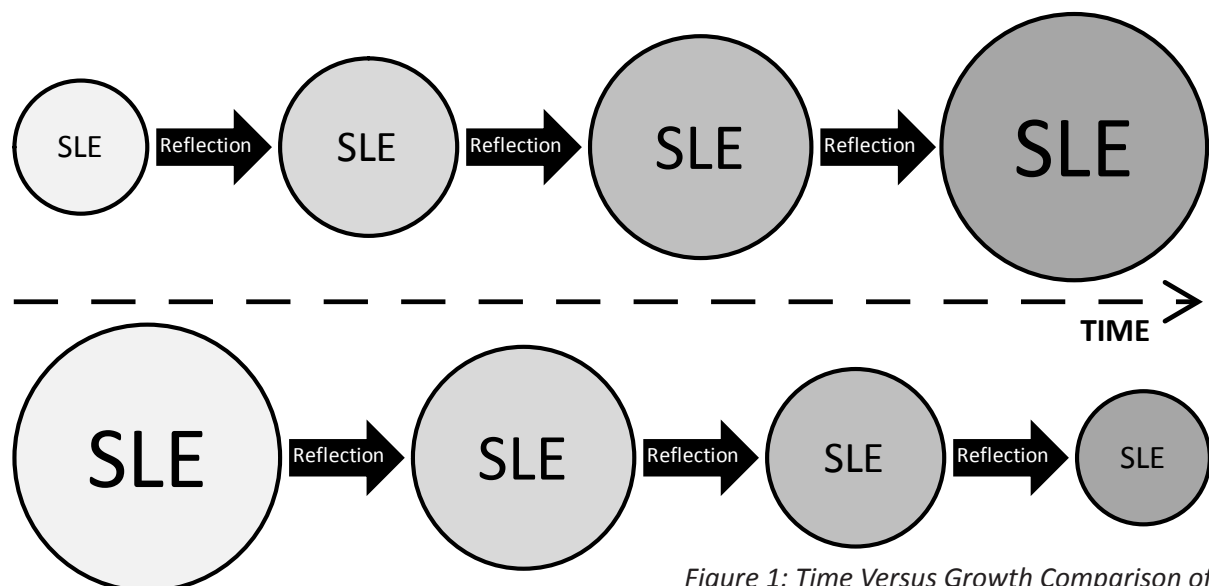 SLE Reflection SLE Reflection SLE Reflection SLE
TIME
SLE Reflection SLE Reflection SLE Reflection SLE
Figure 1: Time Versus Growth Comparison of